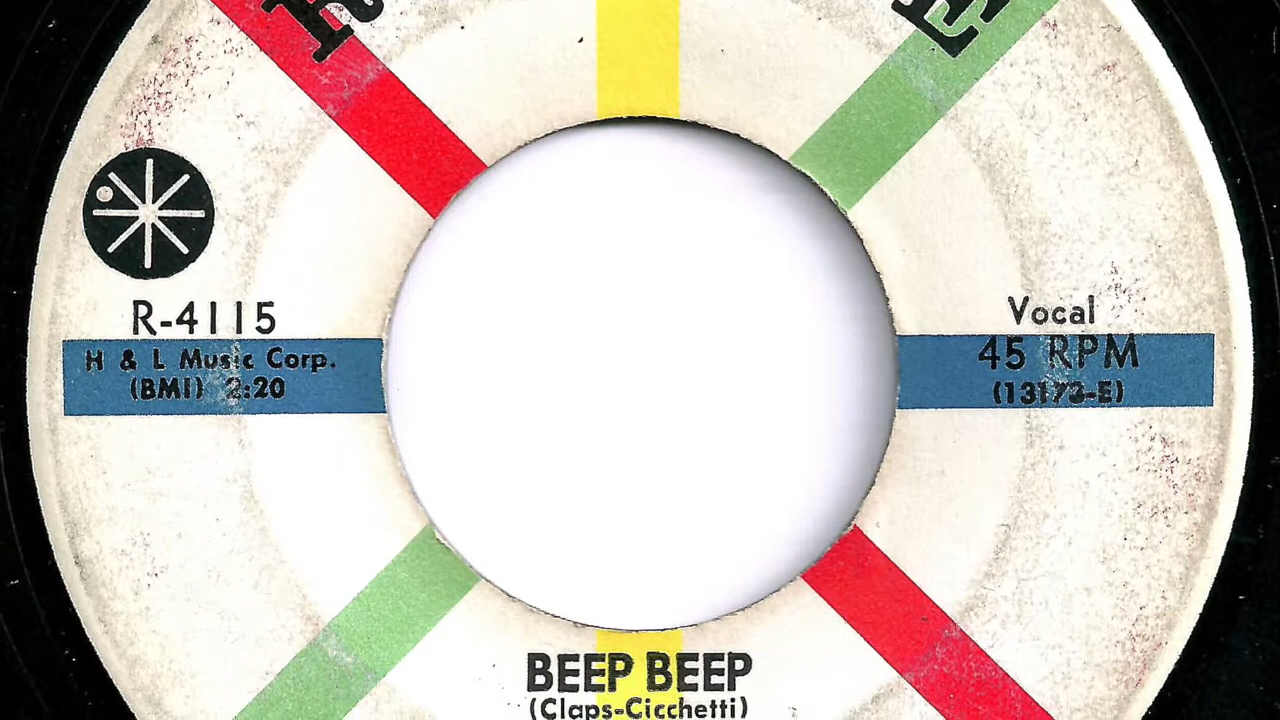 R-4115
H & L Music Corp.
(BMI) 2:20
Vocal
45 RPM
(13173-E)
BEEP BEEP
(Claps-Cicchetti)